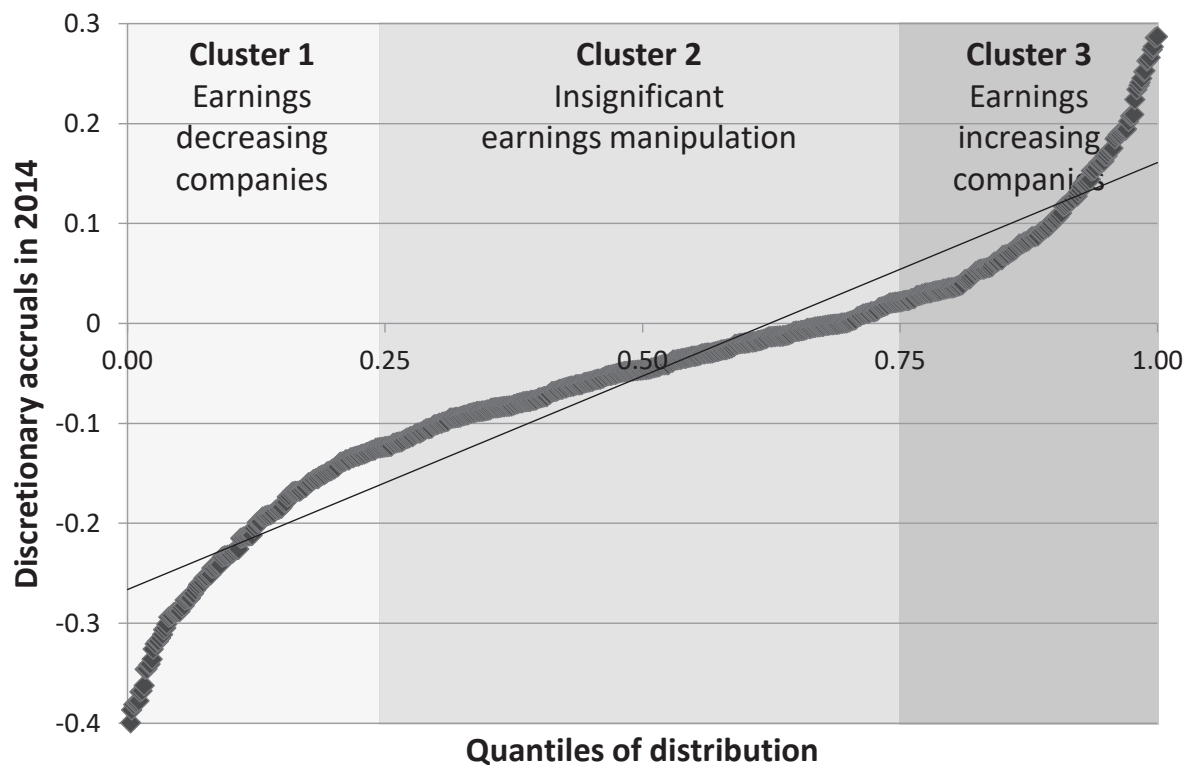 0.3
Cluster 1
Earnings
decreasing
companies
Cluster 2
Insignificant
earnings manipulation
Cluster 3
Earnings
increasing
companies
0.2
0.1
0
-0.1
-0.2
-0.3
-0.4
0.00
0.25
0.50
0.75
1.00
Discretionary accruals in 2014
Quantiles of distribution